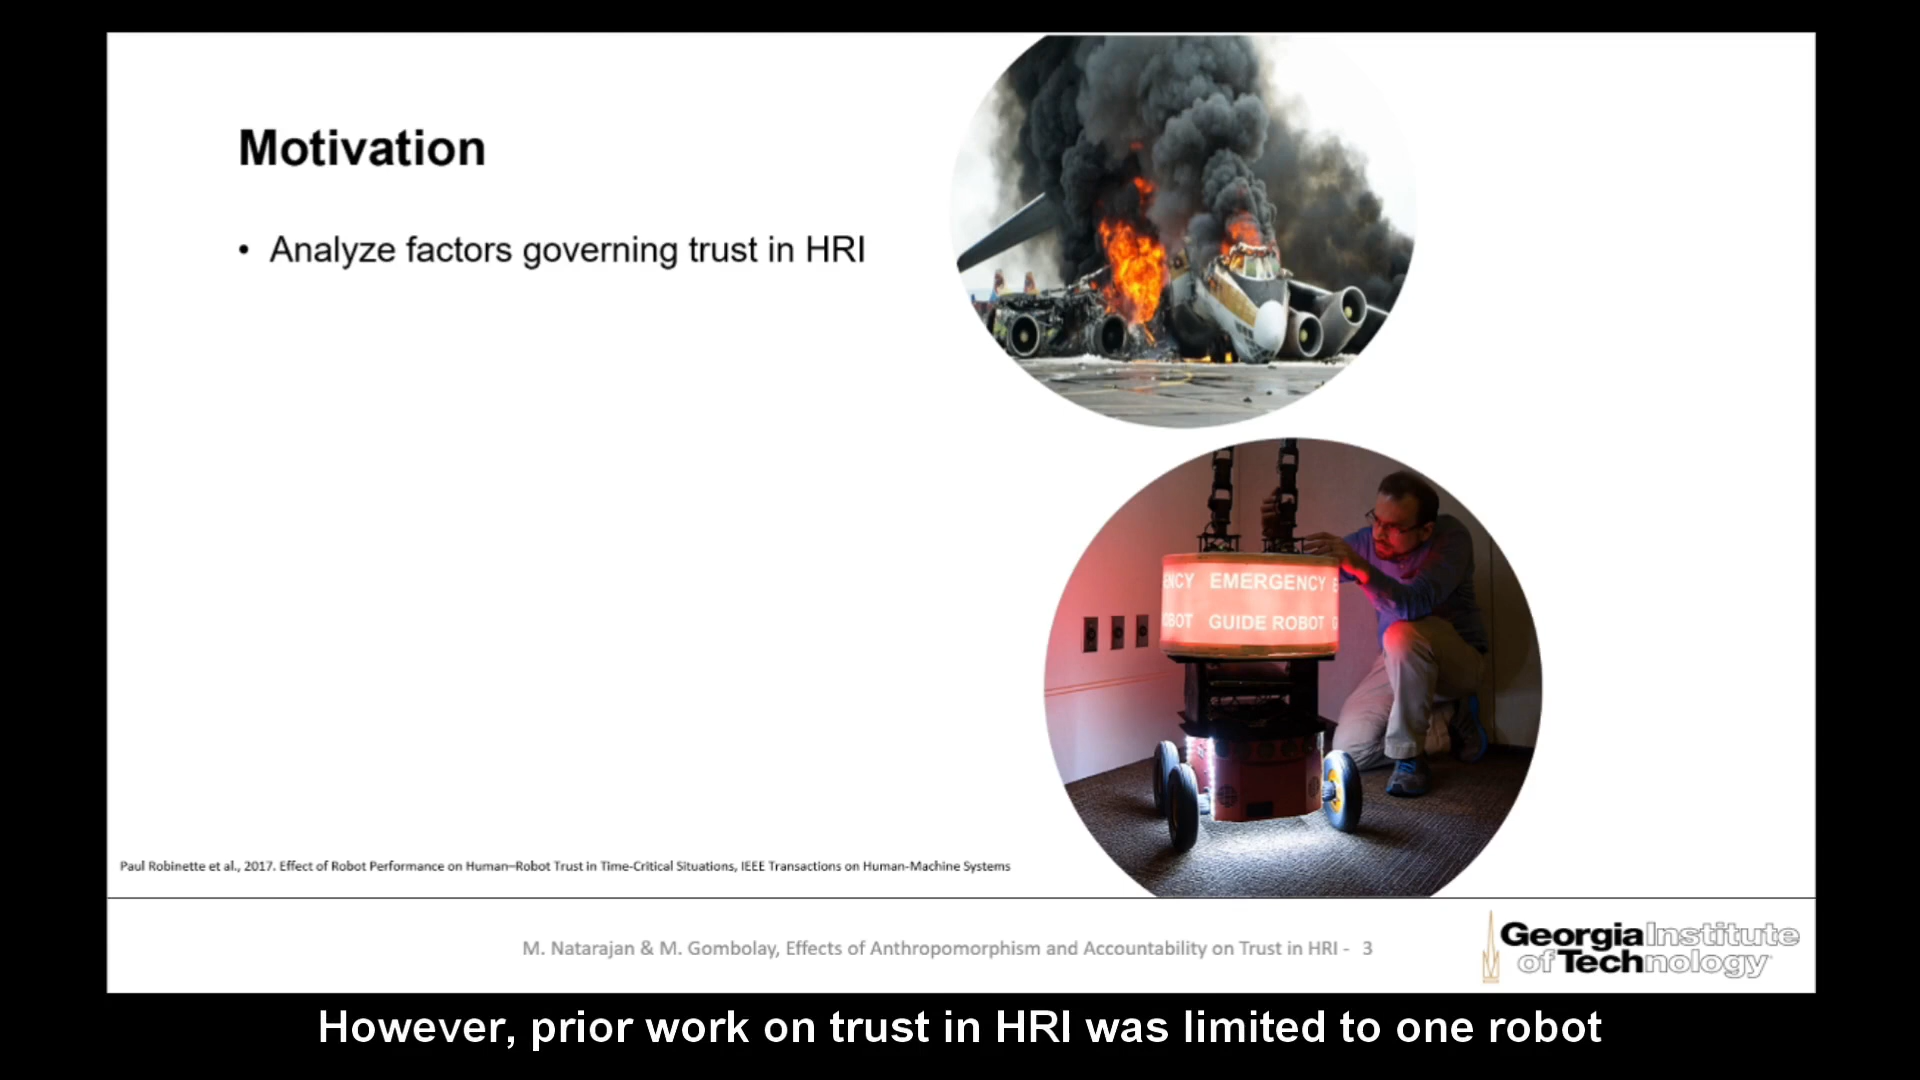 Motivation
• Analyze factors governing trust in HRI
ENCY EMERGENCY E
OBOT GUIDE ROBOT G
Paul Robinette et al., 2017. Effect of Robot Performance on Human–Robot Trust in Time-Critical Situations, IEEE Transactions on Human-Machine Systems
M. Natarajan & M. Gombolay, Effects of Anthropomorphism and Accountability on Trust in HRI - 3
Georgia Institute
of Technology
However, prior work on trust in HRI was limited to one robot